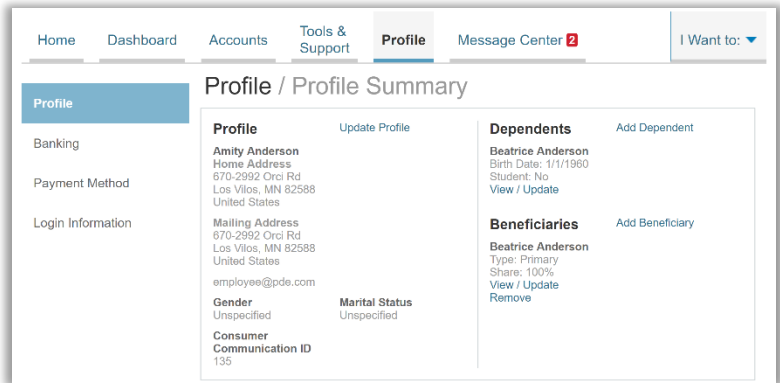 Home Dashboard Accounts Tools & Support Profile Message Center 2 I Want to:
Profile / Profile Summary
Profile
Banking
Payment Method
Login Information
Profile Update Profile
Amity Anderson
Home Address
670-2992 Orci Rd
Los Vilos, MN 82588
United States
Mailing Address
670-2992 Orci Rd
Los Vilos, MN 82588
United States
employee@pde.com
Gender Marital Status
Unspecified Unspecified
Consumer
Communication ID
135
Dependents Add Dependent
Beatrice Anderson
Birth Date: 1/1/1960
Student: No
View / Update
Beneficiaries Add Beneficiary
Beatrice Anderson
Type: Primary
Share: 100%
View / Update
Remove